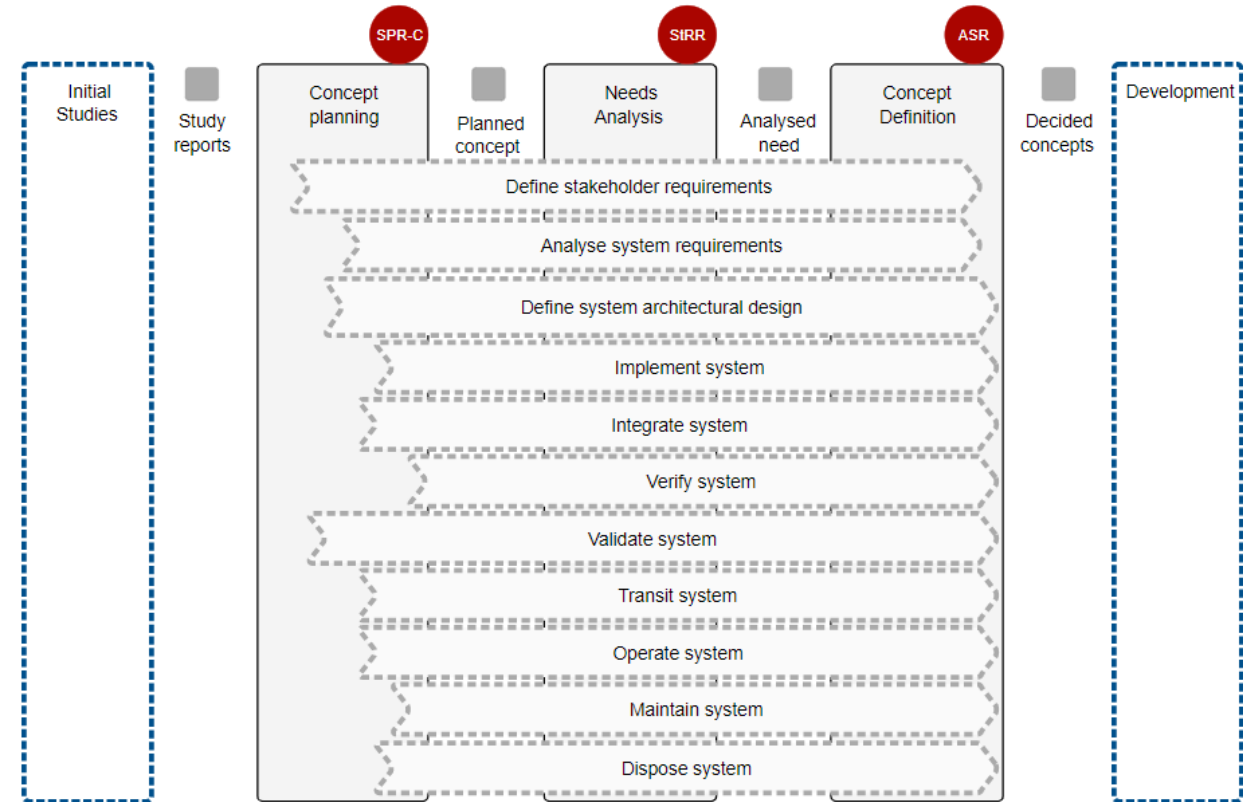 SPR-C
StRR
ASR
Initial
Studies
Study
reports
Concept
planning
Planned
concept
Needs
Analysis
Analysed
need
Concept
Definition
Decided
concepts
Development
Define stakeholder requirements
Analyse system requirements
Define system architectural design
Implement system
Integrate system
Verify system
Validate system
Transit system
Operate system
Maintain system
Dispose system